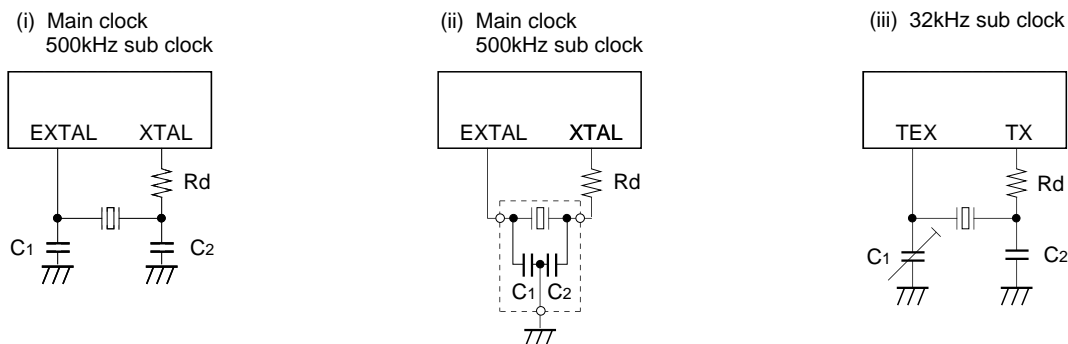 (i) Main clock
500kHz sub clock
EXTAL XTAL
Rd
C1 C2
(ii) Main clock
500kHz sub clock
EXTAL XTAL
Rd
C1 C2
(iii) 32kHz sub clock
TEX TX
Rd
C1 C2